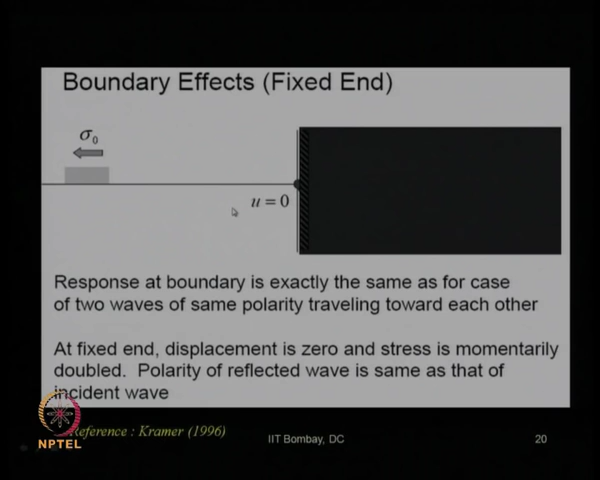 Boundary Effects (Fixed End)
σ₀
u = 0
Response at boundary is exactly the same as for case
of two waves of same polarity traveling toward each other
At fixed end, displacement is zero and stress is momentarily
doubled. Polarity of reflected wave is same as that of
incident wave
Reference : Kramer (1996)
IIT Bombay, DC
20
NPTEL